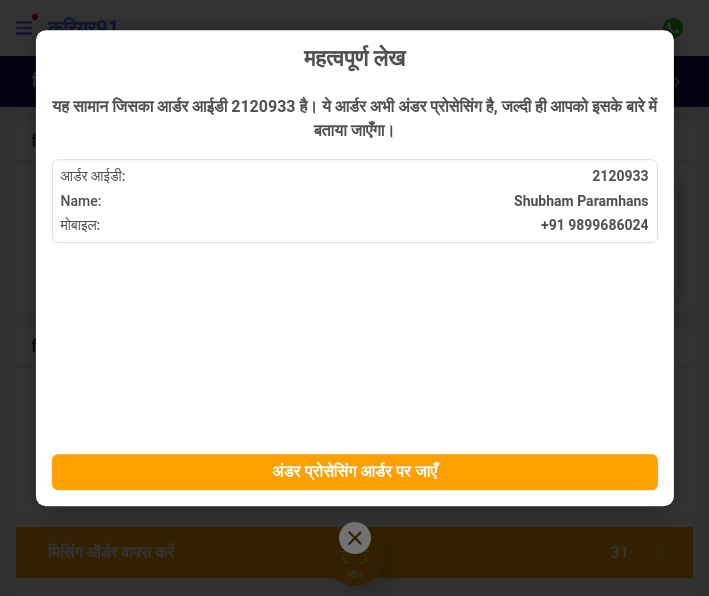 करियर91
महत्वपूर्ण लेख
यह सामान जिसका आर्डर आईडी 2120933 है। ये आर्डर अभी अंडर प्रोसेसिंग है, जल्दी ही आपको इसके बारे में
बताया जाएँगा।
आर्डर आईडी: 2120933
Name: Shubham Paramhans
मोबाइल: +91 9899686024
अंडर प्रोसेसिंग आर्डर पर जाएँ
मिसिंग ऑर्डर वापस करें 31